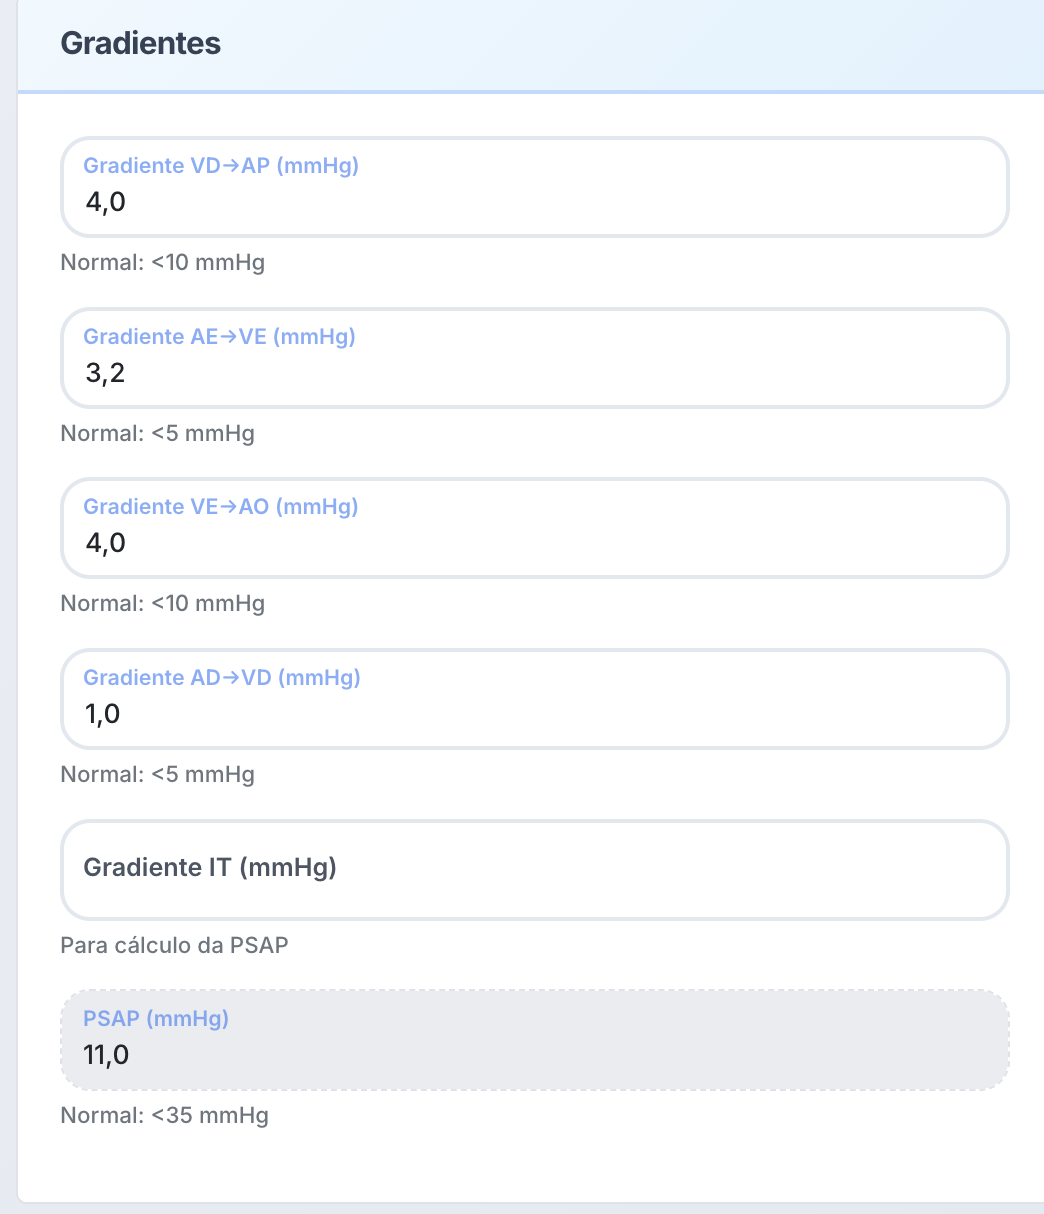 Gradientes
Gradiente VD→AP (mmHg)
4,0
Normal: <10 mmHg
Gradiente AE→VE (mmHg)
3,2
Normal: <5 mmHg
Gradiente VE→AO (mmHg)
4,0
Normal: <10 mmHg
Gradiente AD→VD (mmHg)
1,0
Normal: <5 mmHg
Gradiente IT (mmHg)
Para cálculo da PSAP
PSAP (mmHg)
11,0
Normal: <35 mmHg